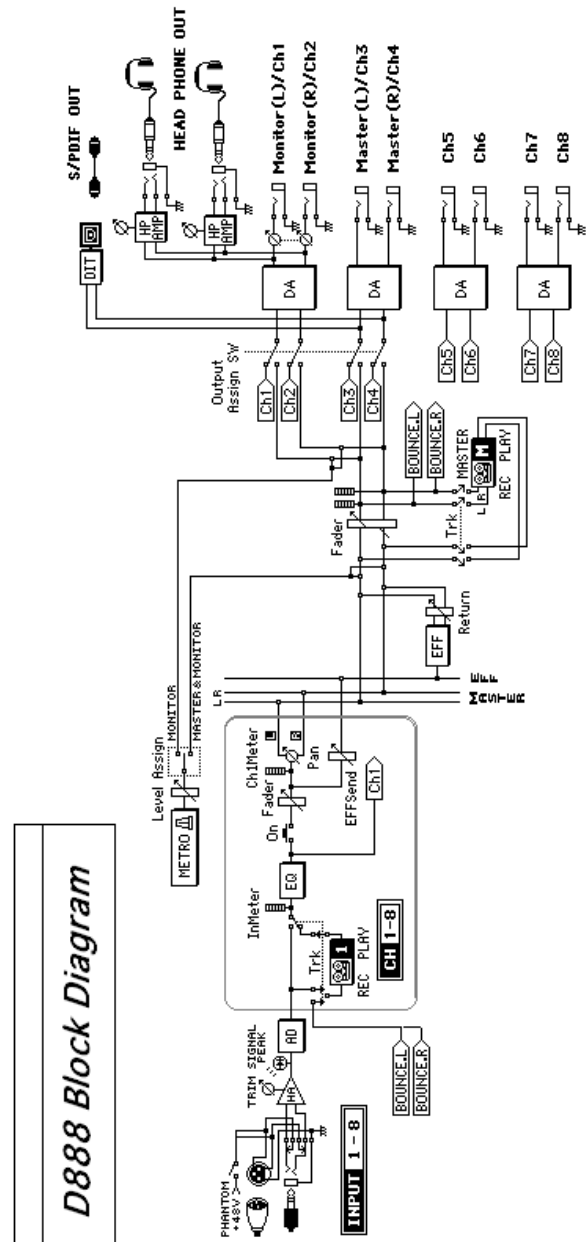 D888 Block Diagram
PHANTOM
+48V
INPUT 1 - 8
TRIM SIGNAL
PEAK
HA
AD
BOUNCE.L
BOUNCE.R
InMeter
Trk
1
REC PLAY
CH 1-8
EQ
On
Fader
Ch1Meter
L
R
Pan
EFFSend
Ch1
METRO
Level Assign
MONITOR
MASTER&MONITOR
L R
MASTER
EFF
EFF
Return
Fader
Trk
L
R
MASTER
M
REC PLAY
BOUNCE.L
BOUNCE.R
Output
Assign SW
Ch1
Ch2
Ch3
Ch4
Ch5
Ch6
Ch7
Ch8
DIT
S/PDIF OUT
HP
AMP
HP
AMP
HEAD PHONE OUT
DA
Monitor(L)/Ch1
Monitor(R)/Ch2
DA
Master(L)/Ch3
Master(R)/Ch4
DA
Ch5
Ch6
DA
Ch7
Ch8